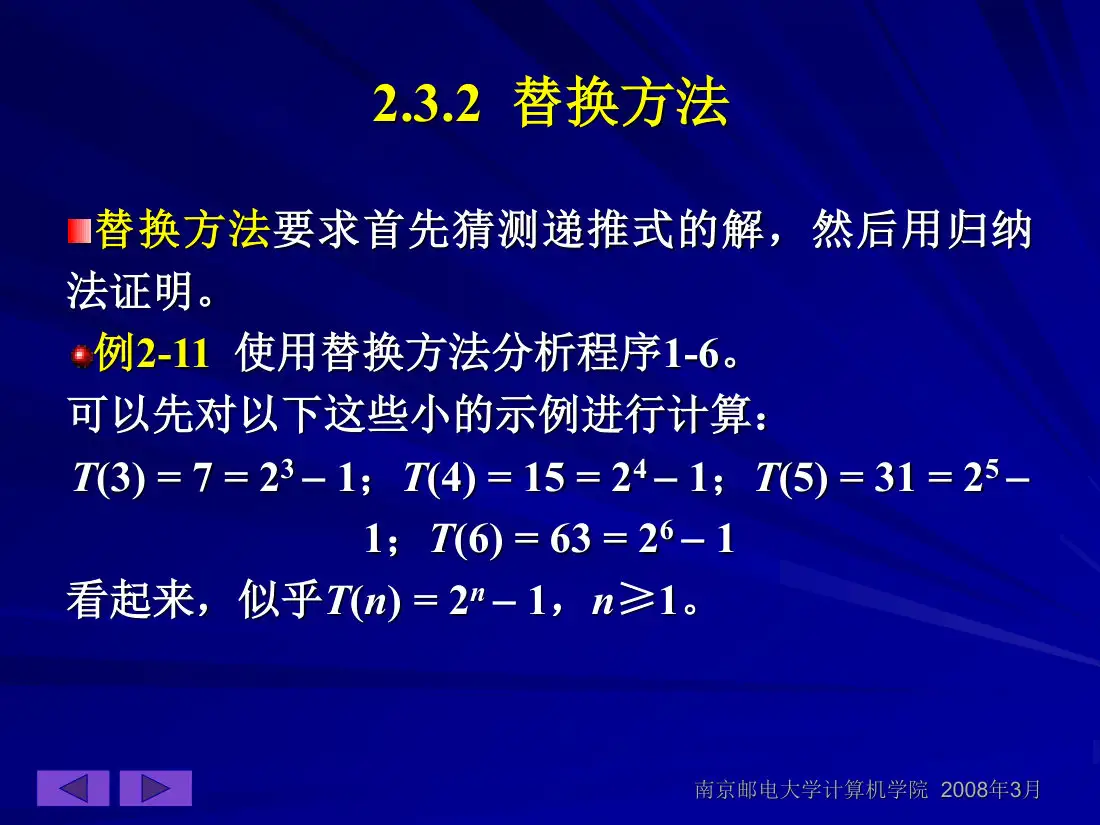 2.3.2 替换方法
替换方法要求首先猜测递推式的解，然后用归纳
法证明。
例2-11 使用替换方法分析程序1-6。
可以先对以下这些小的示例进行计算：
T(3) = 7 = 2³ – 1；T(4) = 15 = 2⁴ – 1；T(5) = 31 = 2⁵ –
1；T(6) = 63 = 2⁶ – 1
看起来，似乎T(n) = 2ⁿ – 1，n≥1。
南京邮电大学计算机学院 2008年3月